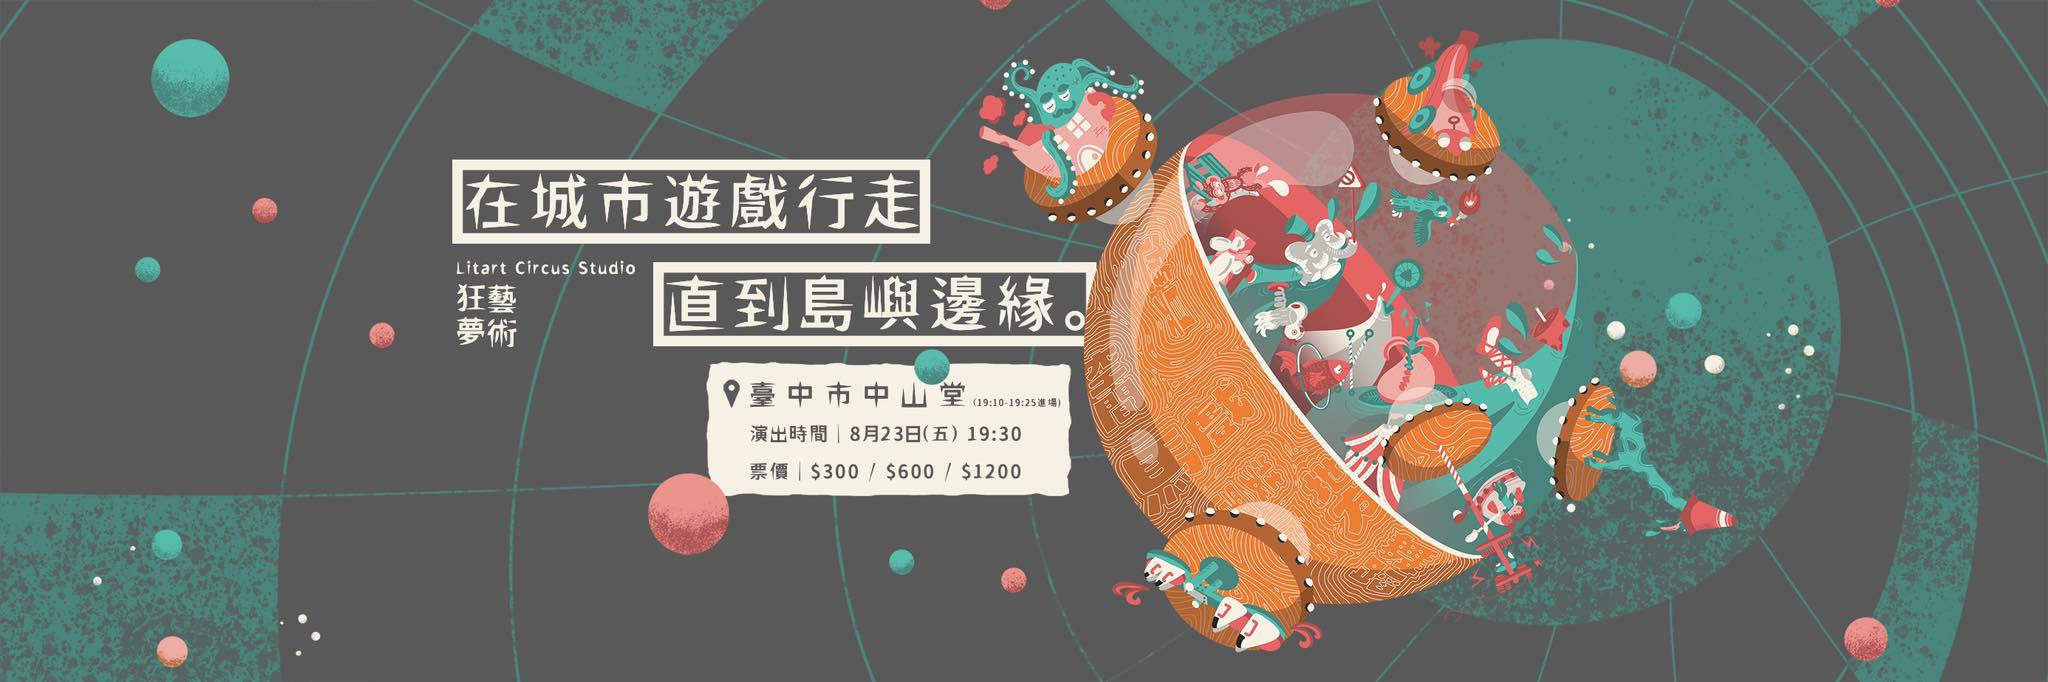 在城市遊戲行走
Litart Circus Studio
狂藝
夢術
直到島嶼邊緣。
臺中市中山堂 (19:10-19:25進場)
演出時間│8月23日(五) 19:30
票價│$300 / $600 / $1200